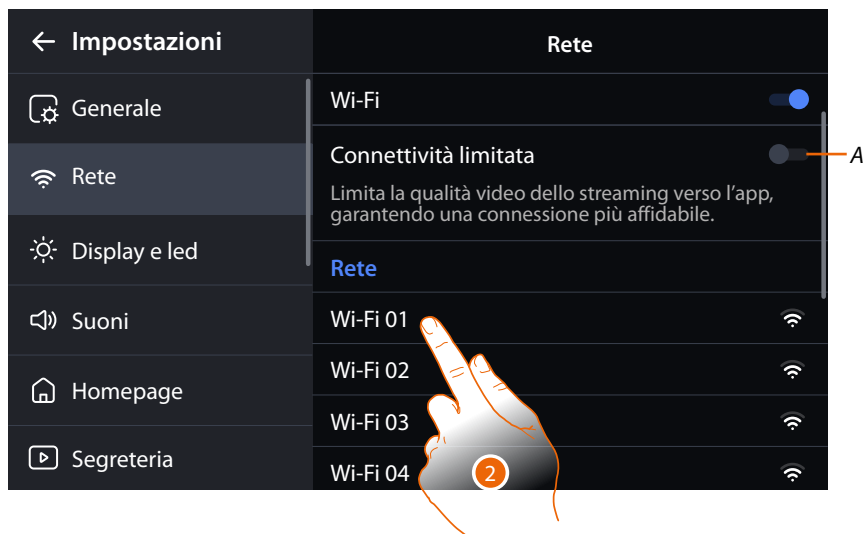 Impostazioni
Generale
Rete
Display e led
Suoni
Homepage
Segreteria
Rete
Wi-Fi
Connettività limitata
Limita la qualità video dello streaming verso l'app,
garantendo una connessione più affidabile.
Rete
Wi-Fi 01
Wi-Fi 02
Wi-Fi 03
Wi-Fi 04
2
A